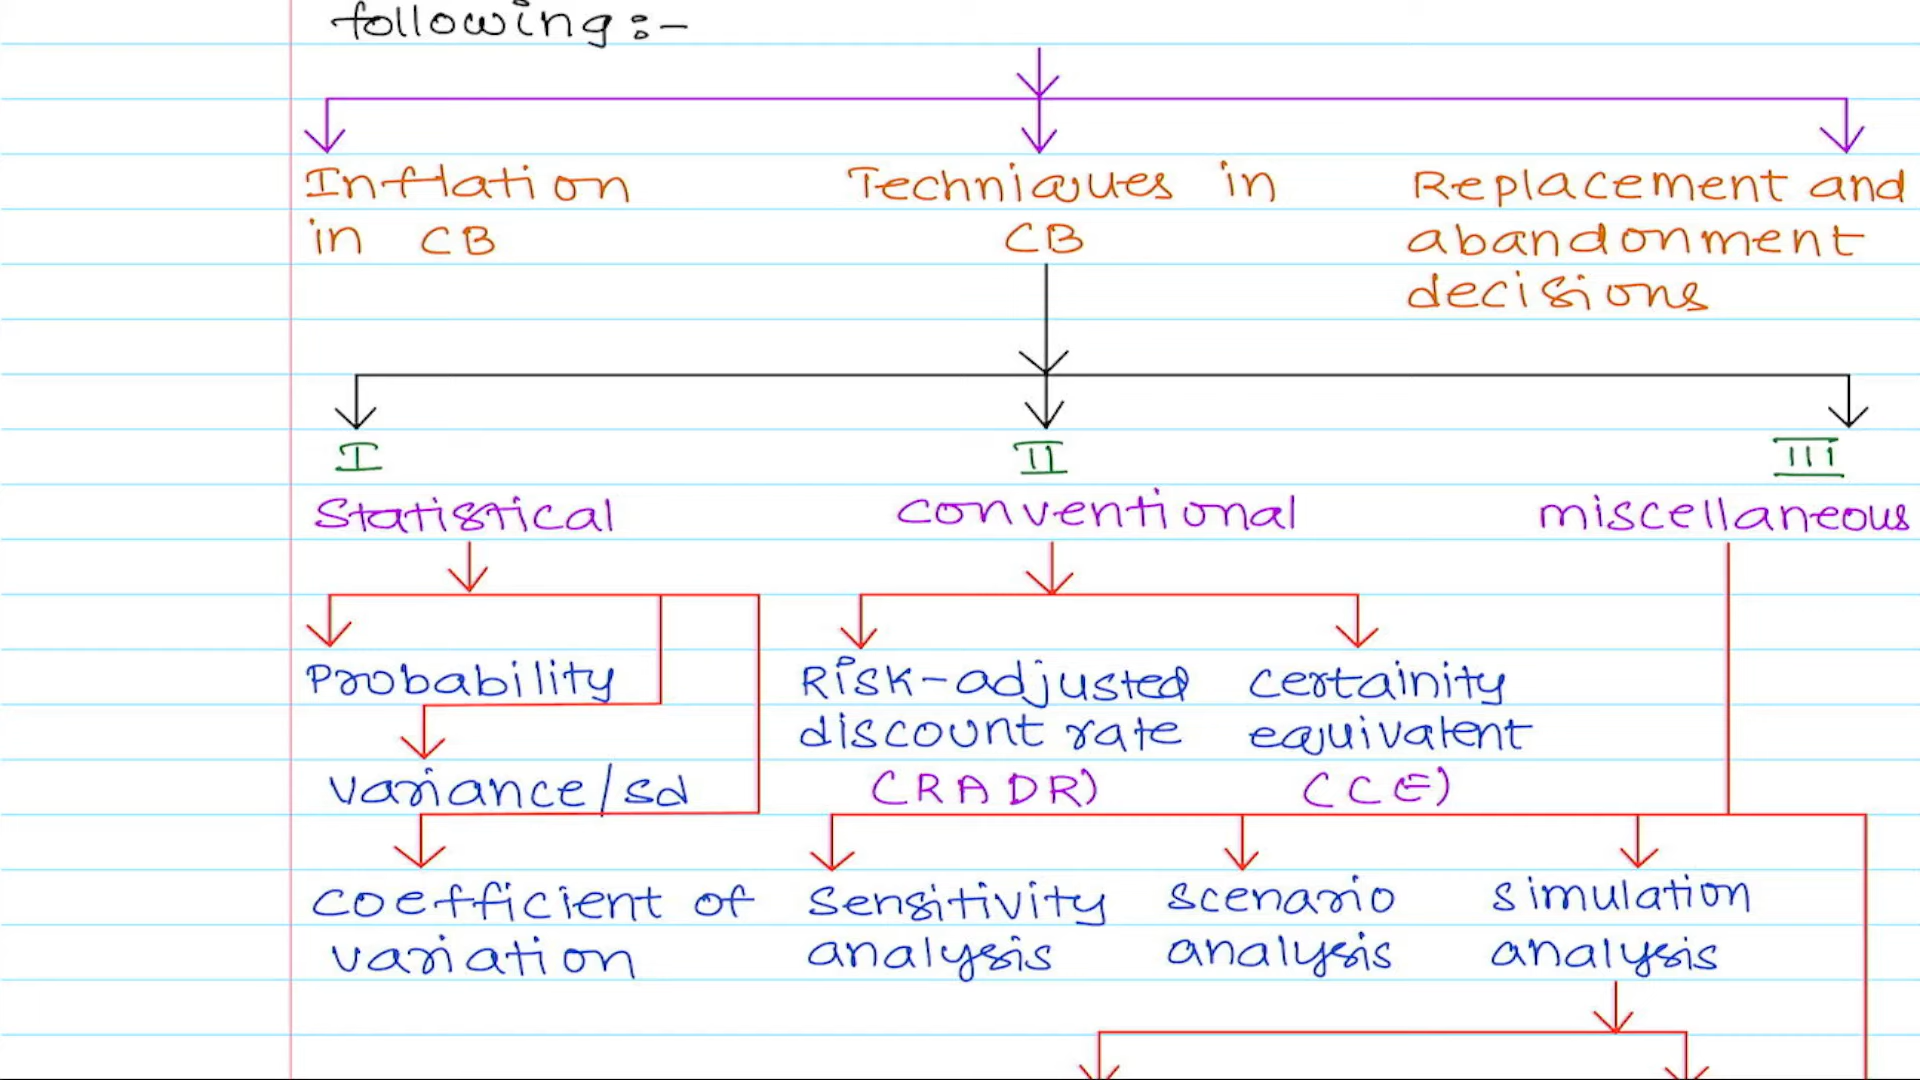 following:-
Inflation
in CB
Techniques in
CB
Replacement and
abandonment
decisions
I
Statistical
II
conventional
III
miscellaneous
Probability
variance/sd
coefficient of
variation
Risk-adjusted
discount rate
(RADR)
certainity
equivalent
(CE)
Sensitivity
analysis
scenario
analysis
simulation
analysis